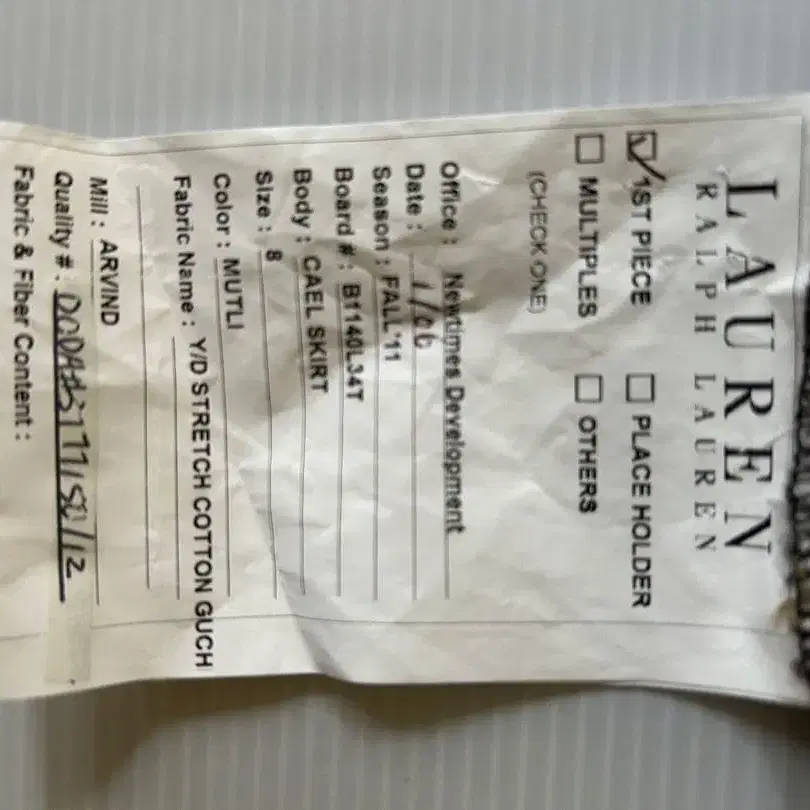 LAUREN
RALPH LAUREN
1ST PIECE PLACE HOLDER
MULTIPLES OTHERS
(CHECK ONE)
Office : Newtimes Development
Date :
Season : FALL'11
Board # : B1140L34T
Body : CAEL SKIRT
Size : 8
Color : MUTLI
Fabric Name : Y/D STRETCH COTTON GUCH
Mill : ARVIND
Quality # :
Fabric & Fiber Content :